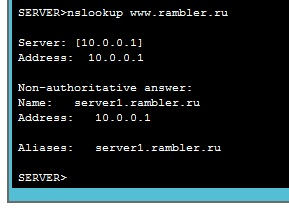 SERVER>nslookup www.rambler.ru
Server: [10.0.0.1]
Address:  10.0.0.1
Non-authoritative answer:
Name:   server1.rambler.ru
Address:   10.0.0.1
Aliases:   server1.rambler.ru
SERVER>